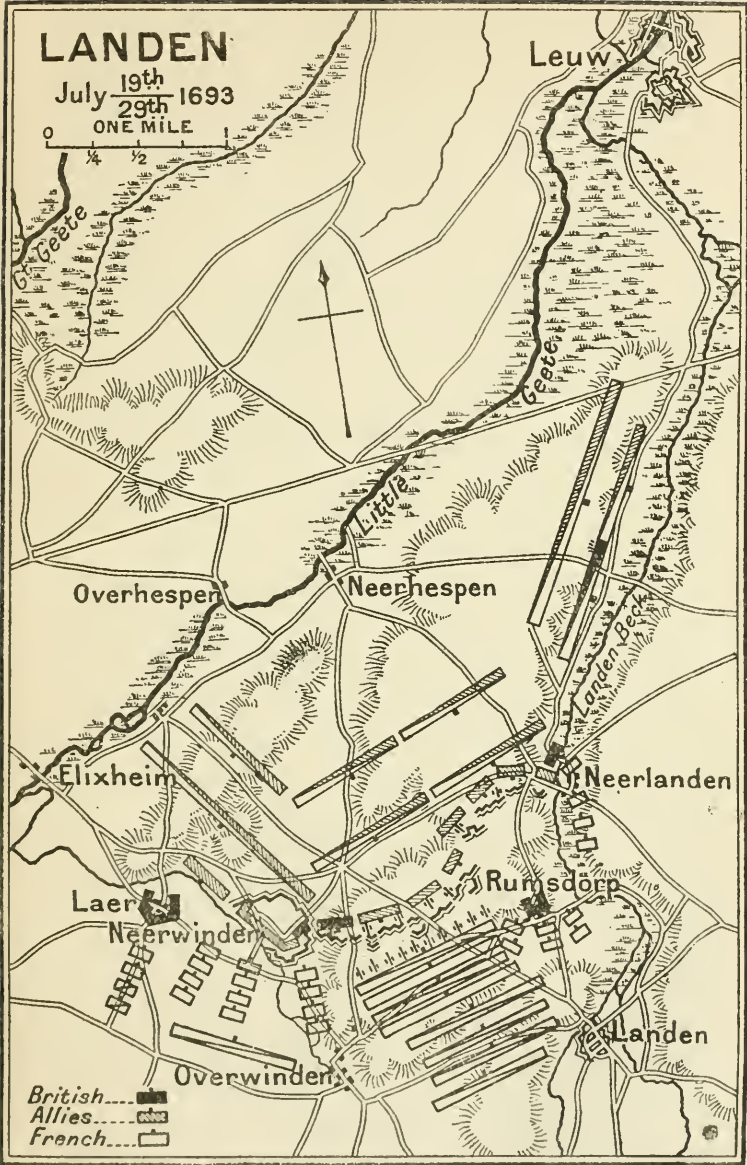 LANDEN
July 19th/29th 1693
ONE MILE
0 ¼ ½ 1
Leuw
Gt Geete
Little Geete
Overhespen
Neerhespen
Landen Beck
Elixheim
Neerlanden
Laer
Neerwinden
Rumsdorp
Landen
Overwinden
British
Allies
French